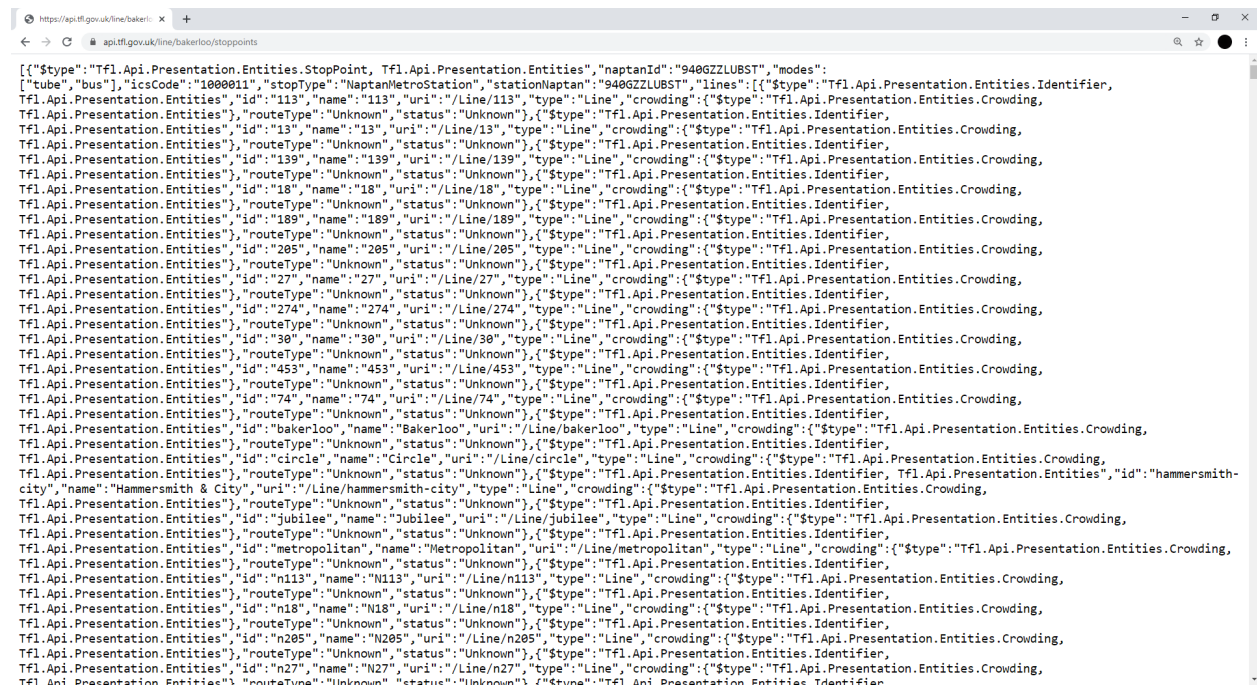 https://api.tfl.gov.uk/line/bakerlo
api.tfl.gov.uk/line/bakerloo/stoppoints
[{"$type":"Tfl.Api.Presentation.Entities.StopPoint, Tfl.Api.Presentation.Entities","naptanId":"940GZZLUBST","modes":
["tube","bus"],"icsCode":"1000011","stopType":"NaptanMetroStation","stationNaptan":"940GZZLUBST","lines":[{"$type":"Tfl.Api.Presentation.Entities.Identifier,
Tfl.Api.Presentation.Entities","id":"113","name":"113","uri":"/Line/113","type":"Line","crowding":{"$type":"Tfl.Api.Presentation.Entities.Crowding,
Tfl.Api.Presentation.Entities"},"routeType":"Unknown","status":"Unknown"},{"$type":"Tfl.Api.Presentation.Entities.Identifier,
Tfl.Api.Presentation.Entities","id":"13","name":"13","uri":"/Line/13","type":"Line","crowding":{"$type":"Tfl.Api.Presentation.Entities.Crowding,
Tfl.Api.Presentation.Entities"},"routeType":"Unknown","status":"Unknown"},{"$type":"Tfl.Api.Presentation.Entities.Identifier,
Tfl.Api.Presentation.Entities","id":"139","name":"139","uri":"/Line/139","type":"Line","crowding":{"$type":"Tfl.Api.Presentation.Entities.Crowding,
Tfl.Api.Presentation.Entities"},"routeType":"Unknown","status":"Unknown"},{"$type":"Tfl.Api.Presentation.Entities.Identifier,
Tfl.Api.Presentation.Entities","id":"18","name":"18","uri":"/Line/18","type":"Line","crowding":{"$type":"Tfl.Api.Presentation.Entities.Crowding,
Tfl.Api.Presentation.Entities"},"routeType":"Unknown","status":"Unknown"},{"$type":"Tfl.Api.Presentation.Entities.Identifier,
Tfl.Api.Presentation.Entities","id":"189","name":"189","uri":"/Line/189","type":"Line","crowding":{"$type":"Tfl.Api.Presentation.Entities.Crowding,
Tfl.Api.Presentation.Entities"},"routeType":"Unknown","status":"Unknown"},{"$type":"Tfl.Api.Presentation.Entities.Identifier,
Tfl.Api.Presentation.Entities","id":"205","name":"205","uri":"/Line/205","type":"Line","crowding":{"$type":"Tfl.Api.Presentation.Entities.Crowding,
Tfl.Api.Presentation.Entities"},"routeType":"Unknown","status":"Unknown"},{"$type":"Tfl.Api.Presentation.Entities.Identifier,
Tfl.Api.Presentation.Entities","id":"27","name":"27","uri":"/Line/27","type":"Line","crowding":{"$type":"Tfl.Api.Presentation.Entities.Crowding,
Tfl.Api.Presentation.Entities"},"routeType":"Unknown","status":"Unknown"},{"$type":"Tfl.Api.Presentation.Entities.Identifier,
Tfl.Api.Presentation.Entities","id":"274","name":"274","uri":"/Line/274","type":"Line","crowding":{"$type":"Tfl.Api.Presentation.Entities.Crowding,
Tfl.Api.Presentation.Entities"},"routeType":"Unknown","status":"Unknown"},{"$type":"Tfl.Api.Presentation.Entities.Identifier,
Tfl.Api.Presentation.Entities","id":"30","name":"30","uri":"/Line/30","type":"Line","crowding":{"$type":"Tfl.Api.Presentation.Entities.Crowding,
Tfl.Api.Presentation.Entities"},"routeType":"Unknown","status":"Unknown"},{"$type":"Tfl.Api.Presentation.Entities.Identifier,
Tfl.Api.Presentation.Entities","id":"453","name":"453","uri":"/Line/453","type":"Line","crowding":{"$type":"Tfl.Api.Presentation.Entities.Crowding,
Tfl.Api.Presentation.Entities"},"routeType":"Unknown","status":"Unknown"},{"$type":"Tfl.Api.Presentation.Entities.Identifier,
Tfl.Api.Presentation.Entities","id":"74","name":"74","uri":"/Line/74","type":"Line","crowding":{"$type":"Tfl.Api.Presentation.Entities.Crowding,
Tfl.Api.Presentation.Entities"},"routeType":"Unknown","status":"Unknown"},{"$type":"Tfl.Api.Presentation.Entities.Identifier,
Tfl.Api.Presentation.Entities","id":"bakerloo","name":"Bakerloo","uri":"/Line/bakerloo","type":"Line","crowding":{"$type":"Tfl.Api.Presentation.Entities.Crowding,
Tfl.Api.Presentation.Entities"},"routeType":"Unknown","status":"Unknown"},{"$type":"Tfl.Api.Presentation.Entities.Identifier,
Tfl.Api.Presentation.Entities","id":"circle","name":"Circle","uri":"/Line/circle","type":"Line","crowding":{"$type":"Tfl.Api.Presentation.Entities.Crowding,
Tfl.Api.Presentation.Entities"},"routeType":"Unknown","status":"Unknown"},{"$type":"Tfl.Api.Presentation.Entities.Identifier, Tfl.Api.Presentation.Entities","id":"hammersmith-
city","name":"Hammersmith & City","uri":"/Line/hammersmith-city","type":"Line","crowding":{"$type":"Tfl.Api.Presentation.Entities.Crowding,
Tfl.Api.Presentation.Entities"},"routeType":"Unknown","status":"Unknown"},{"$type":"Tfl.Api.Presentation.Entities.Identifier,
Tfl.Api.Presentation.Entities","id":"jubilee","name":"Jubilee","uri":"/Line/jubilee","type":"Line","crowding":{"$type":"Tfl.Api.Presentation.Entities.Crowding,
Tfl.Api.Presentation.Entities"},"routeType":"Unknown","status":"Unknown"},{"$type":"Tfl.Api.Presentation.Entities.Identifier,
Tfl.Api.Presentation.Entities","id":"metropolitan","name":"Metropolitan","uri":"/Line/metropolitan","type":"Line","crowding":{"$type":"Tfl.Api.Presentation.Entities.Crowding,
Tfl.Api.Presentation.Entities"},"routeType":"Unknown","status":"Unknown"},{"$type":"Tfl.Api.Presentation.Entities.Identifier,
Tfl.Api.Presentation.Entities","id":"n113","name":"N113","uri":"/Line/n113","type":"Line","crowding":{"$type":"Tfl.Api.Presentation.Entities.Crowding,
Tfl.Api.Presentation.Entities"},"routeType":"Unknown","status":"Unknown"},{"$type":"Tfl.Api.Presentation.Entities.Identifier,
Tfl.Api.Presentation.Entities","id":"n18","name":"N18","uri":"/Line/n18","type":"Line","crowding":{"$type":"Tfl.Api.Presentation.Entities.Crowding,
Tfl.Api.Presentation.Entities"},"routeType":"Unknown","status":"Unknown"},{"$type":"Tfl.Api.Presentation.Entities.Identifier,
Tfl.Api.Presentation.Entities","id":"n205","name":"N205","uri":"/Line/n205","type":"Line","crowding":{"$type":"Tfl.Api.Presentation.Entities.Crowding,
Tfl.Api.Presentation.Entities"},"routeType":"Unknown","status":"Unknown"},{"$type":"Tfl.Api.Presentation.Entities.Identifier,
Tfl.Api.Presentation.Entities","id":"n27","name":"N27","uri":"/Line/n27","type":"Line","crowding":{"$type":"Tfl.Api.Presentation.Entities.Crowding,
Tfl.Api.Presentation.Entities"},"routeType":"Unknown","status":"Unknown"},{"$type":"Tfl.Api.Presentation.Entities.Identifier,